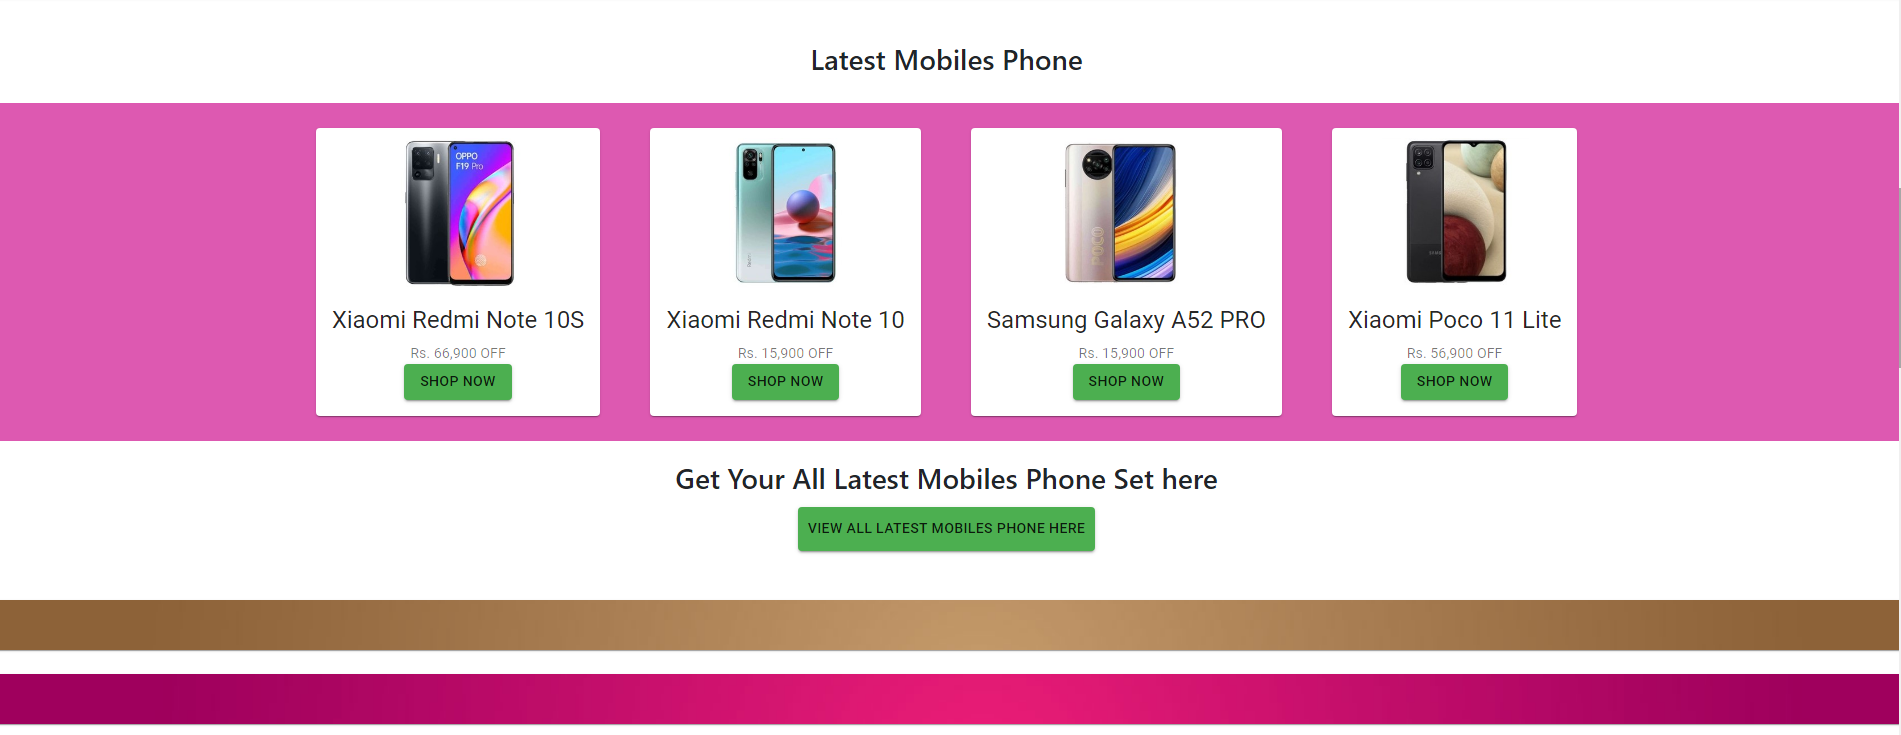 Latest Mobiles Phone
OPPO
F19 Pro
POCO
Xiaomi Redmi Note 10S
Xiaomi Redmi Note 10
Samsung Galaxy A52 PRO
Xiaomi Poco 11 Lite
Rs. 66,900 OFF
Rs. 15,900 OFF
Rs. 15,900 OFF
Rs. 56,900 OFF
SHOP NOW
SHOP NOW
SHOP NOW
SHOP NOW
Get Your All Latest Mobiles Phone Set here
VIEW ALL LATEST MOBILES PHONE HERE